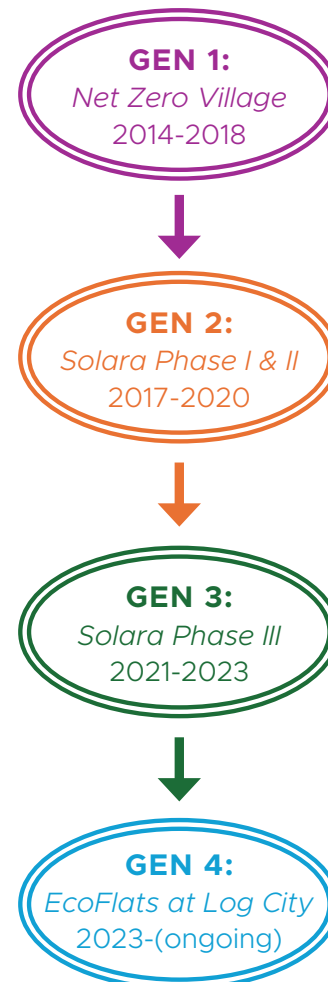 GEN 1:
Net Zero Village
2014-2018
GEN 2:
Solara Phase I & II
2017-2020
GEN 3:
Solara Phase III
2021-2023
GEN 4:
EcoFlats at Log City
2023-(ongoing)